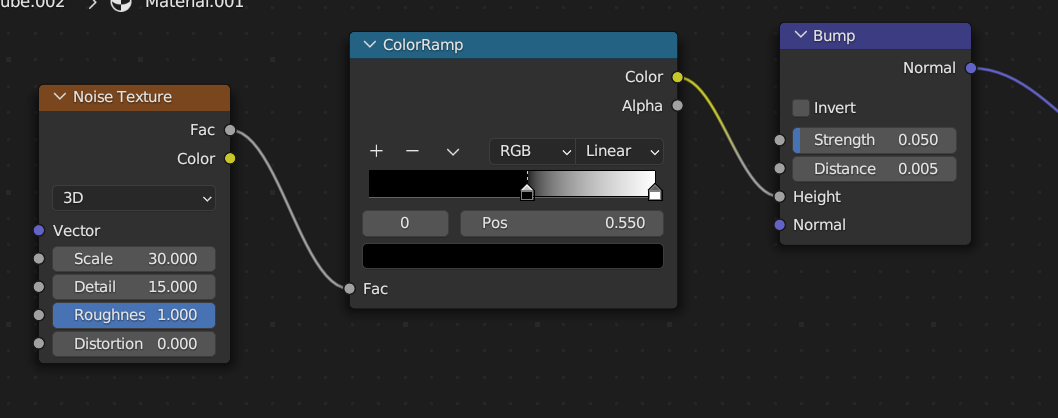 ube.002 > Material.001
Noise Texture
Fac
Color
3D
Vector
Scale 30.000
Detail 15.000
Roughnes 1.000
Distortion 0.000
ColorRamp
Color
Alpha
+ − RGB Linear
0 Pos 0.550
Fac
Bump
Normal
Invert
Strength 0.050
Distance 0.005
Height
Normal